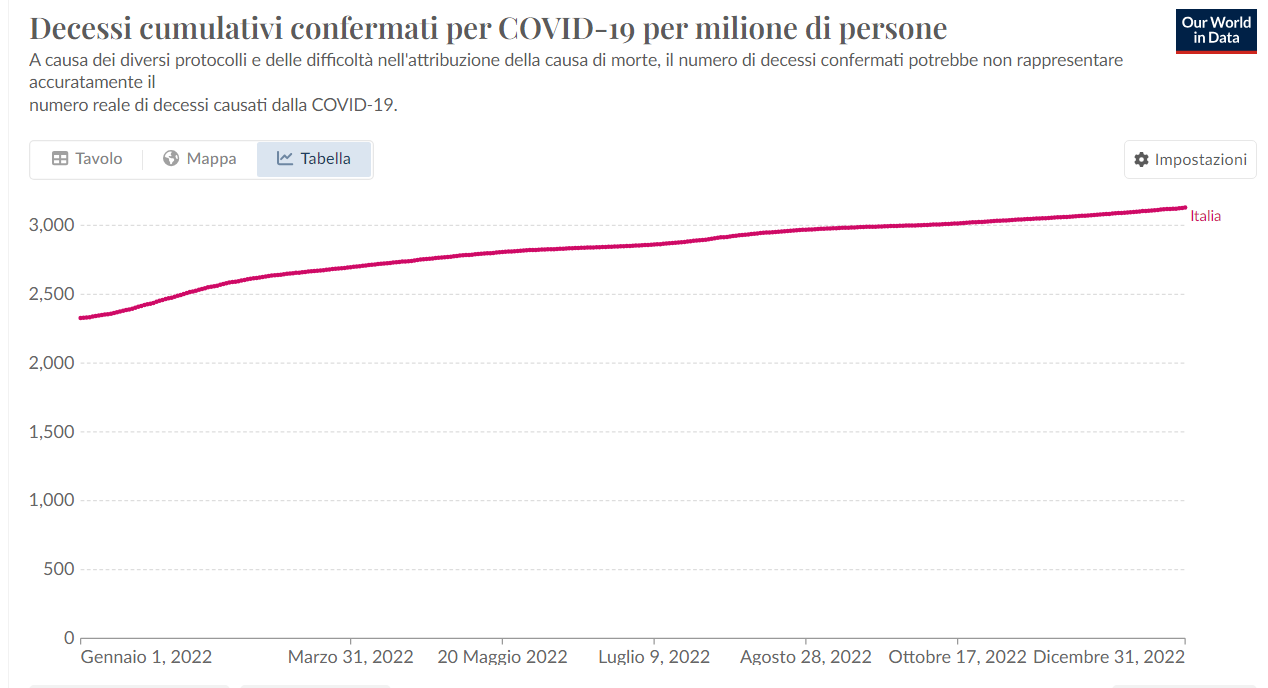 Decessi cumulativi confermati per COVID-19 per milione di persone
Our World
in Data
A causa dei diversi protocolli e delle difficoltà nell'attribuzione della causa di morte, il numero di decessi confermati potrebbe non rappresentare
accuratamente il
numero reale di decessi causati dalla COVID-19.
Tavolo
Mappa
Tabella
Impostazioni
3,000
Italia
2,500
2,000
1,500
1,000
500
0
Gennaio 1, 2022
Marzo 31, 2022
20 Maggio 2022
Luglio 9, 2022
Agosto 28, 2022
Ottobre 17, 2022
Dicembre 31, 2022